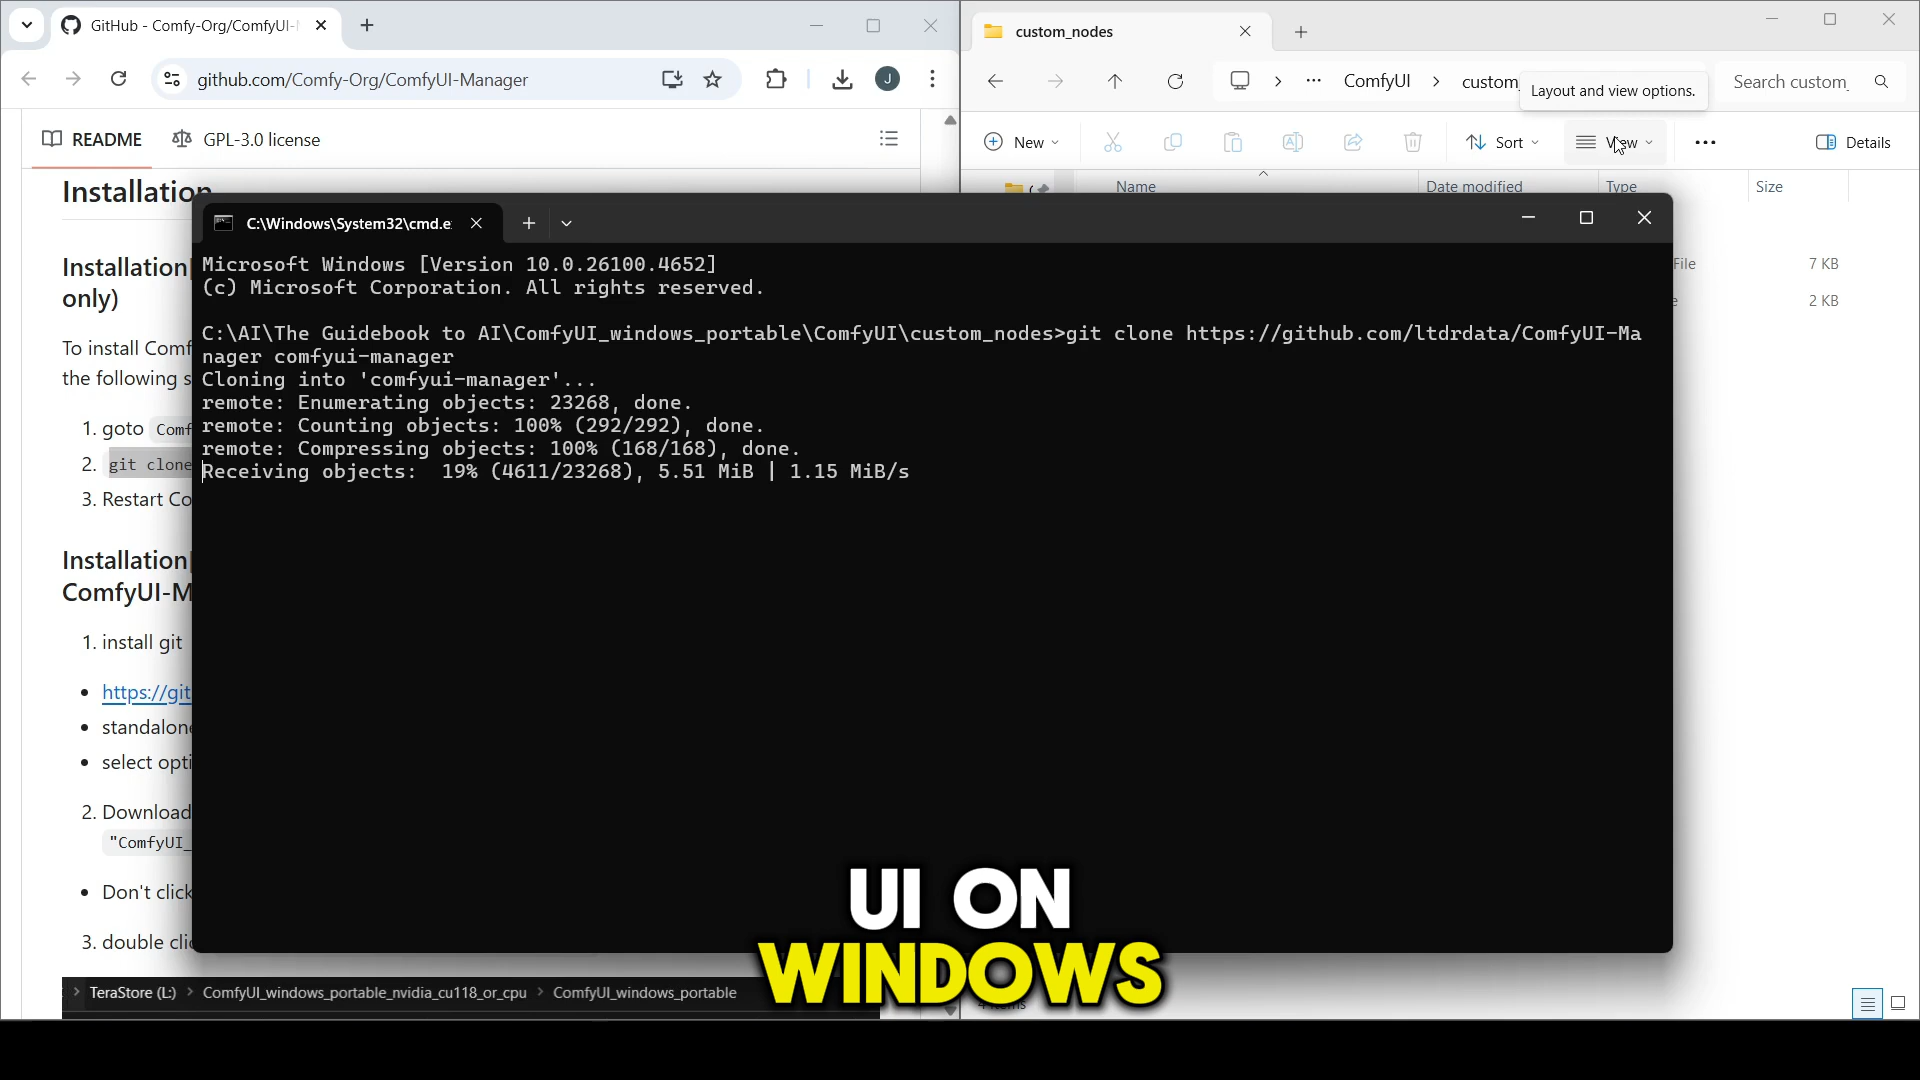 GitHub - Comfy-Org/ComfyUI-
github.com/Comfy-Org/ComfyUI-Manager
J
README
GPL-3.0 license
Installation
Installation
only)
To install Comf
the following s
1. goto Comf
2. git clone
3. Restart Co
Installation
ComfyUI-M
1. install git
https://git
standalone
select opti
2. Download
"ComfyUI_
Don't click
3. double clic
TeraStore (L:) > ComfyUI_windows_portable_nvidia_cu118_or_cpu > ComfyUI_windows_portable
custom_nodes
ComfyUI > custom_
Layout and view options.
Search custom_
New
Sort
View
Details
Name
Date modified
Type
Size
File
7 KB
2 KB
C:\Windows\System32\cmd.e
Microsoft Windows [Version 10.0.26100.4652]
(c) Microsoft Corporation. All rights reserved.
C:\AI\The Guidebook to AI\ComfyUI_windows_portable\ComfyUI\custom_nodes>git clone https://github.com/ltdrdata/ComfyUI-Ma
nager comfyui-manager
Cloning into 'comfyui-manager'...
remote: Enumerating objects: 23268, done.
remote: Counting objects: 100% (292/292), done.
remote: Compressing objects: 100% (168/168), done.
Receiving objects:  19% (4611/23268), 5.51 MiB | 1.15 MiB/s
UI ON
WINDOWS
items